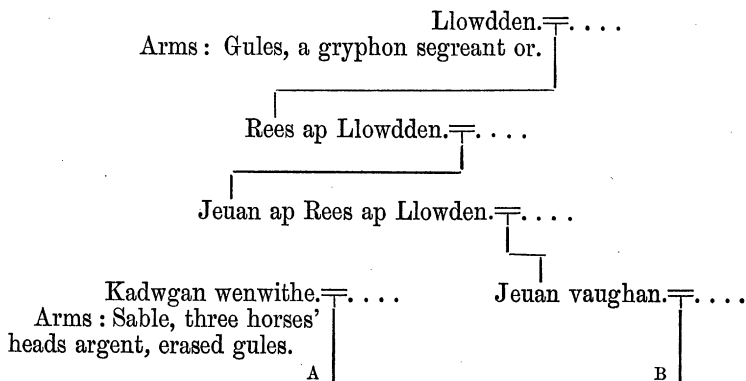 Llowdden.=....
Arms: Gules, a gryphon segreant or.
Rees ap Llowdden.=....
Jeuan ap Rees ap Llowden.=....
Kadwgan wenwithe.=.... Jeuan vaughan.=....
Arms: Sable, three horses'
heads argent, erased gules.
A B